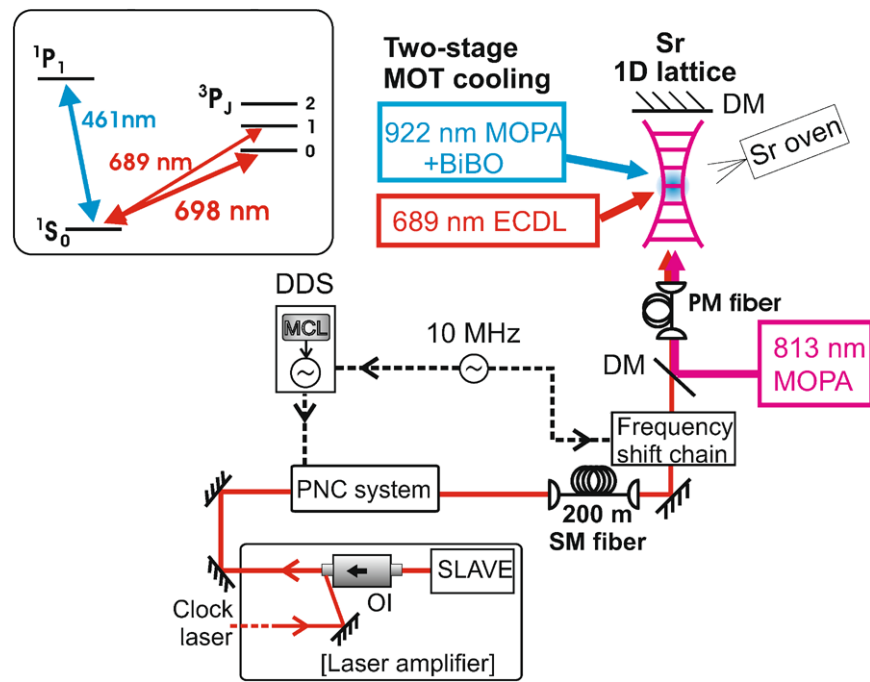 ¹P₁
461nm
³P_J
2
1
0
689 nm
698 nm
¹S₀
Two-stage
MOT cooling
922 nm MOPA
+BiBO
689 nm ECDL
Sr
1D lattice
DM
Sr oven
PM fiber
813 nm
MOPA
DM
DDS
MCL
~
10 MHz
~
Frequency
shift chain
PNC system
200 m
SM fiber
SLAVE
OI
Clock
laser
[Laser amplifier]